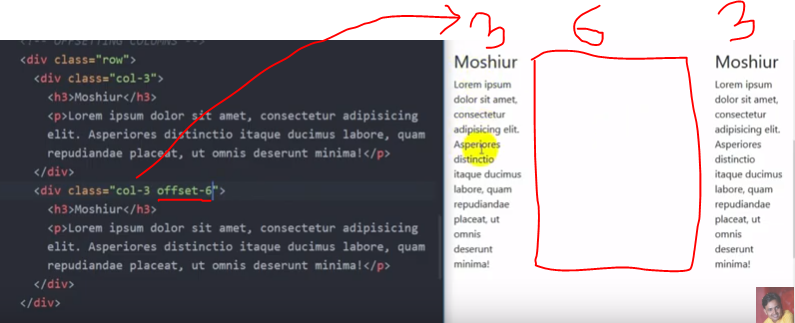 <!-- OFFSETTING COLUMNS -->
<div class="row">
<div class="col-3">
<h3>Moshiur</h3>
<p>Lorem ipsum dolor sit amet, consectetur adipisicing
elit. Asperiores distinctio itaque ducimus labore, quam
repudiandae placeat, ut omnis deserunt minima!</p>
</div>
<div class="col-3 offset-6">
<h3>Moshiur</h3>
<p>Lorem ipsum dolor sit amet, consectetur adipisicing
elit. Asperiores distinctio itaque ducimus labore, quam
repudiandae placeat, ut omnis deserunt minima!</p>
</div>
</div>
3 6 3
Moshiur
Lorem ipsum
dolor sit amet,
consectetur
adipisicing elit.
Asperiores
distinctio
itaque ducimus
labore, quam
repudiandae
placeat, ut
omnis
deserunt
minima!
Moshiur
Lorem ipsum
dolor sit amet,
consectetur
adipisicing elit.
Asperiores
distinctio
itaque ducimus
labore, quam
repudiandae
placeat, ut
omnis
deserunt
minima!